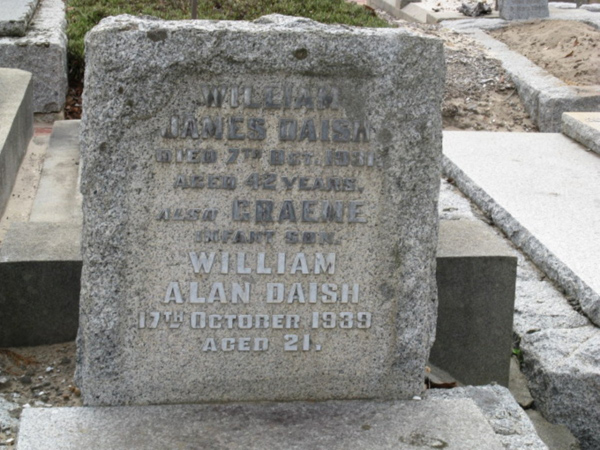 WILLIAM
JAMES DAISH
DIED 7TH OCT. 1931
AGED 42 YEARS.
ALSO GRAEME
INFANT SON.
WILLIAM
ALAN DAISH
17TH OCTOBER 1939
AGED 21.